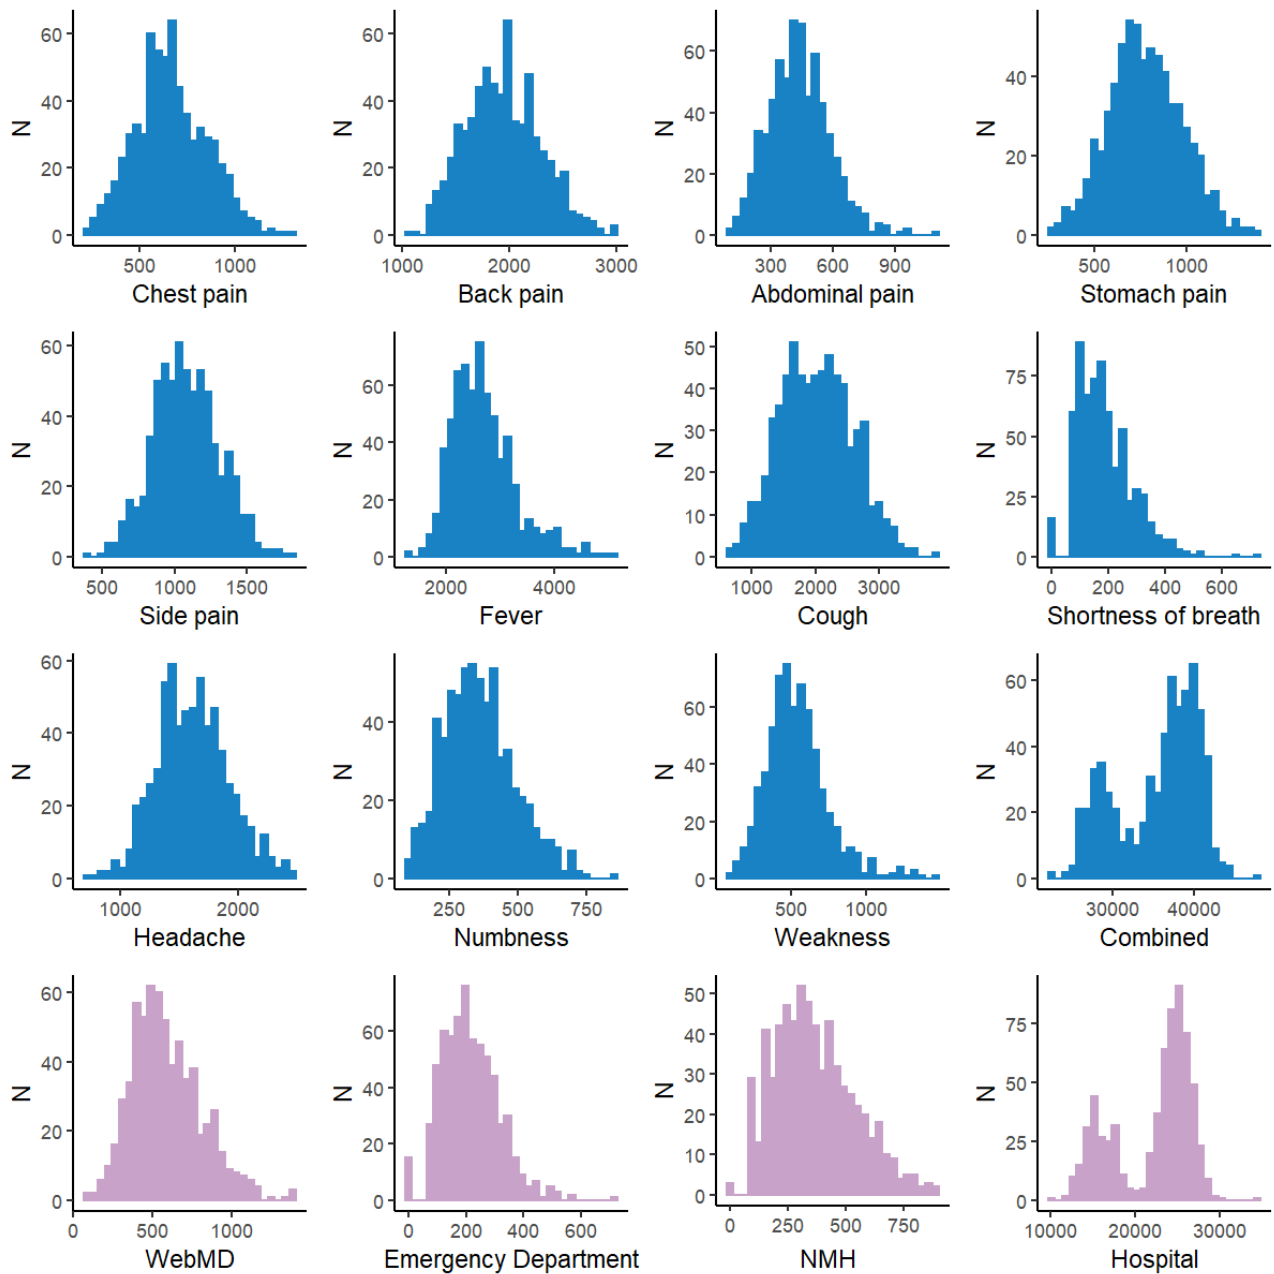 60
40
20
0
N
500 1000
Chest pain
60
40
20
0
N
1000 2000 3000
Back pain
60
40
20
0
N
300 600 900
Abdominal pain
40
20
0
N
500 1000
Stomach pain
60
40
20
0
N
500 1000 1500
Side pain
60
40
20
0
N
2000 4000
Fever
50
40
30
20
10
0
N
1000 2000 3000
Cough
75
50
25
0
N
0 200 400 600
Shortness of breath
60
40
20
0
N
1000 2000
Headache
40
20
0
N
250 500 750
Numbness
60
40
20
0
N
500 1000
Weakness
60
40
20
0
N
30000 40000
Combined
60
40
20
0
N
0 500 1000
WebMD
60
40
20
0
N
0 200 400 600
Emergency Department
50
40
30
20
10
0
N
0 250 500 750
NMH
75
50
25
0
N
10000 20000 30000
Hospital